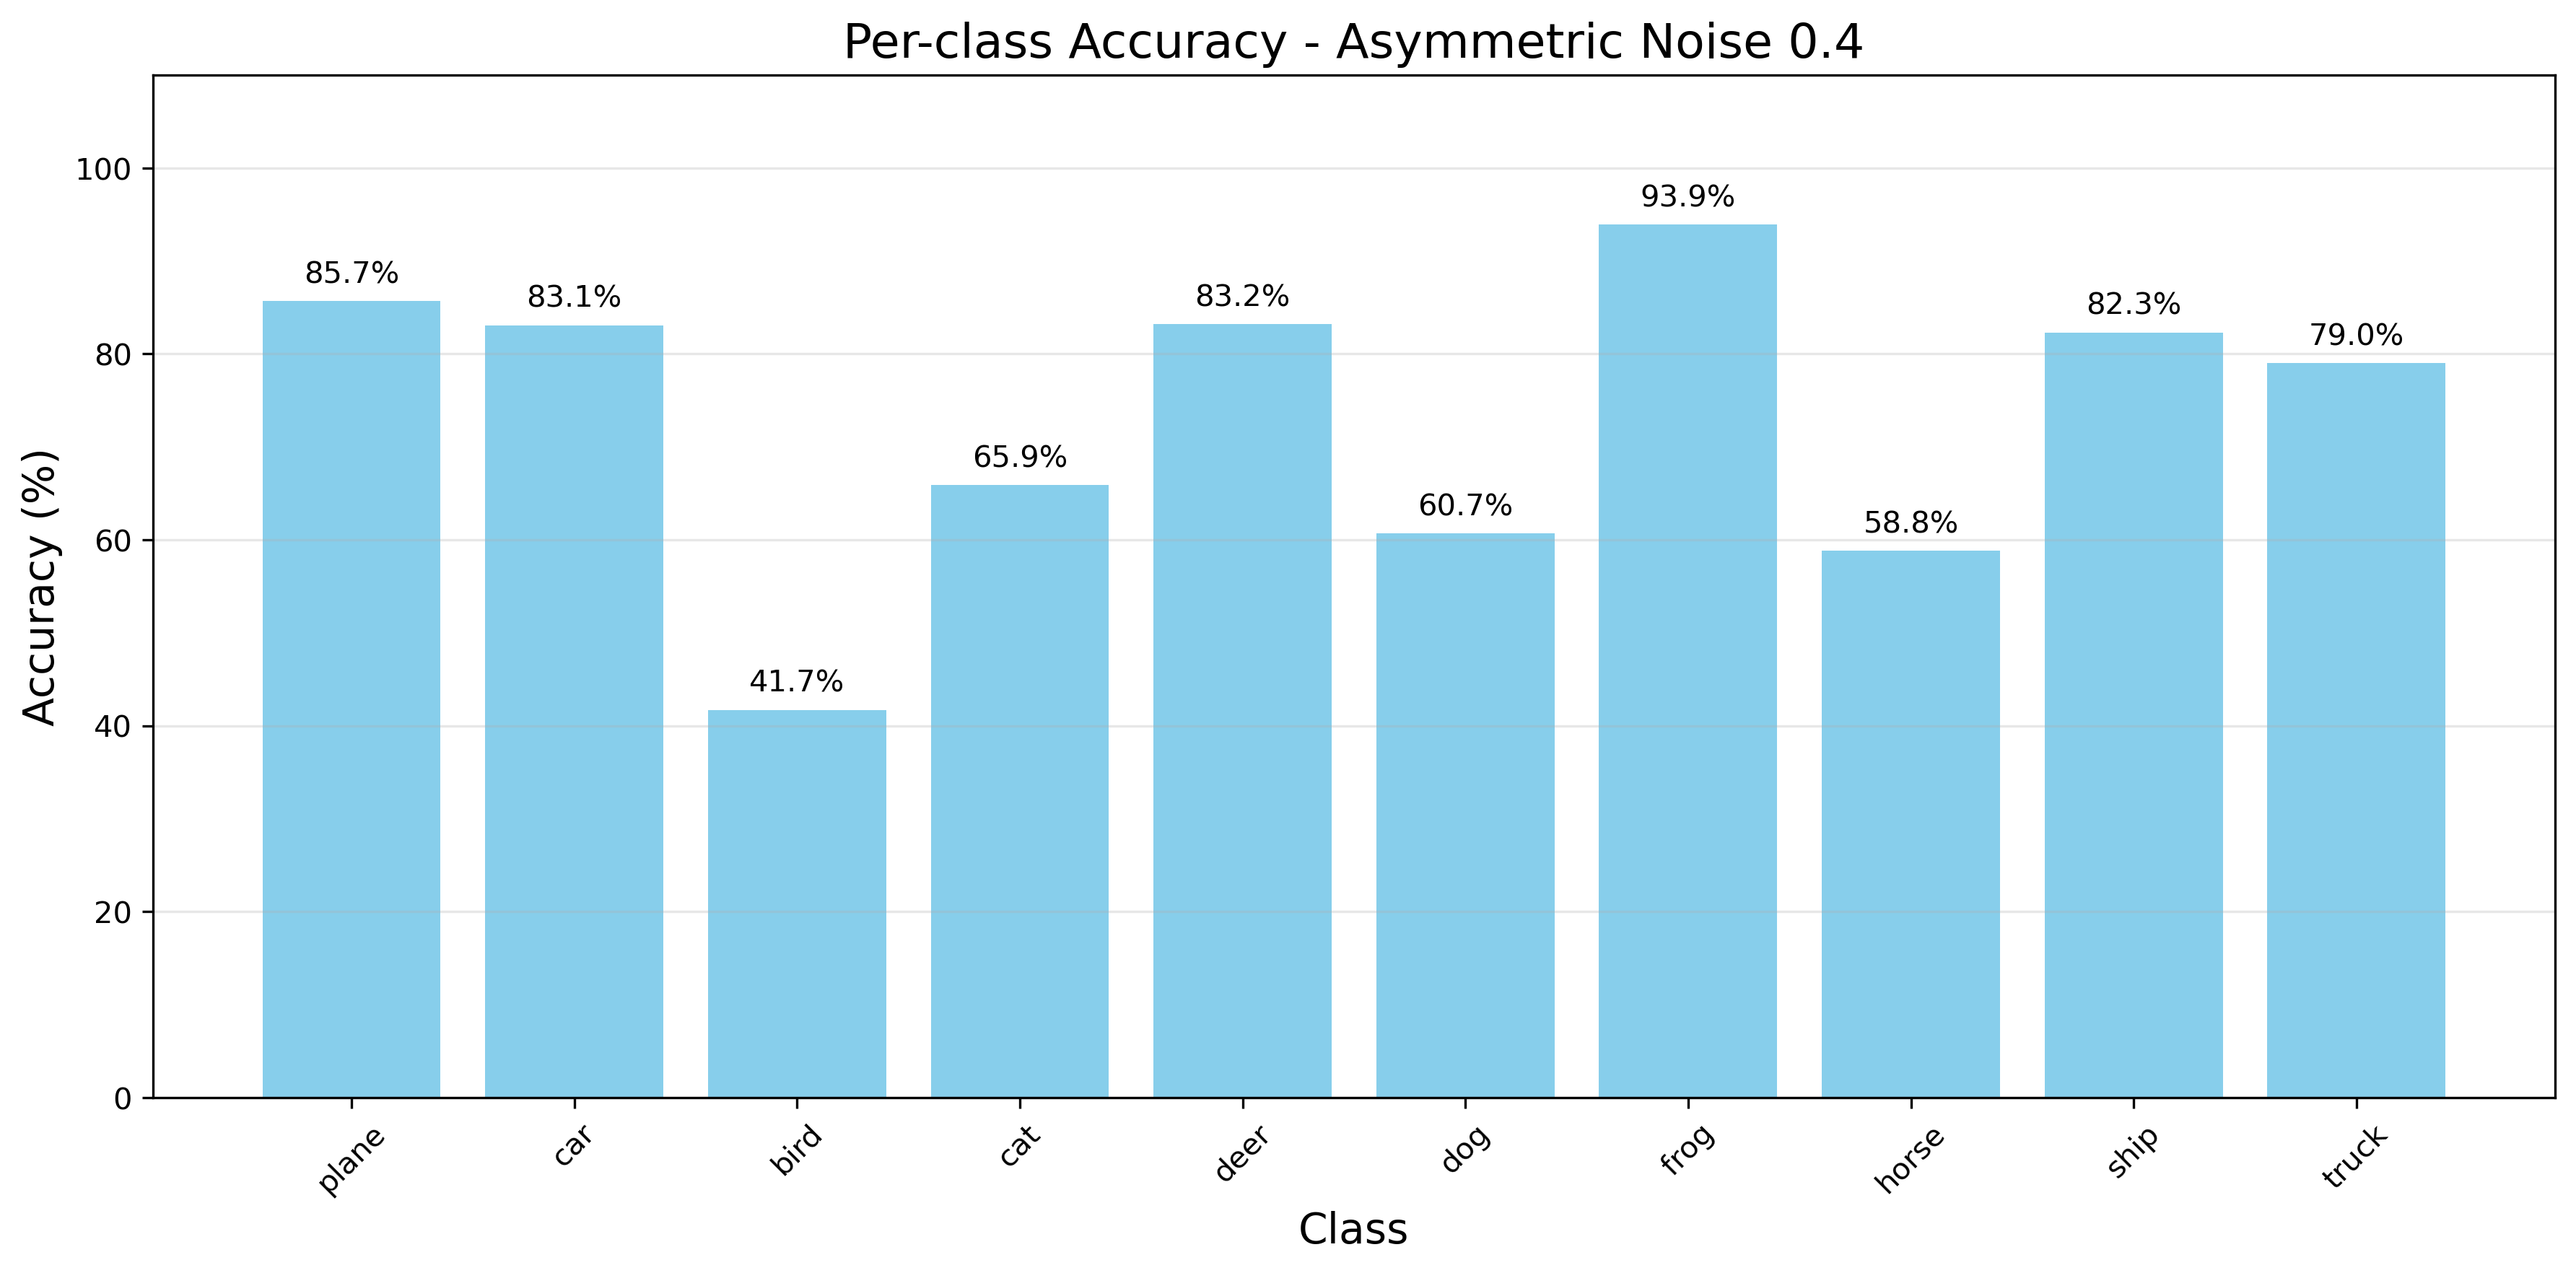 Per-class Accuracy - Asymmetric Noise 0.4
Accuracy (%)
100
80
60
40
20
0
85.7%
83.1%
41.7%
65.9%
83.2%
60.7%
93.9%
58.8%
82.3%
79.0%
plane
car
bird
cat
deer
dog
frog
horse
ship
truck
Class